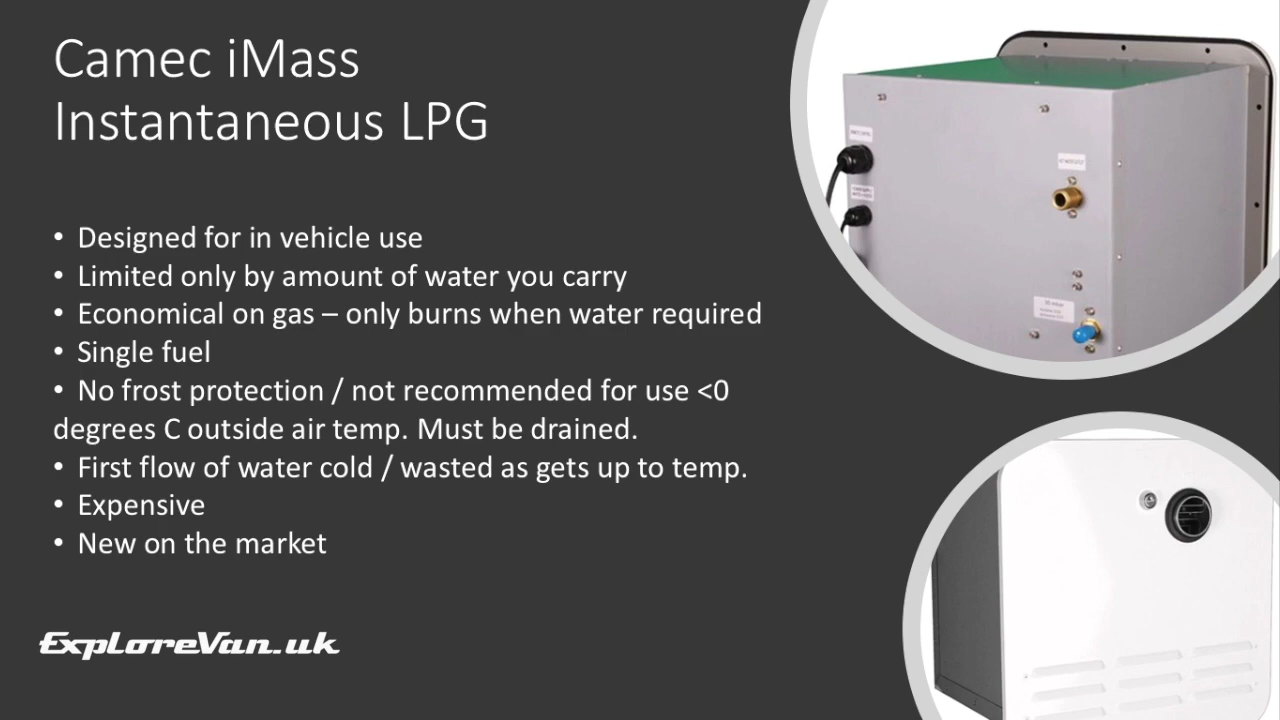 Camec iMass
Instantaneous LPG
• Designed for in vehicle use
• Limited only by amount of water you carry
• Economical on gas – only burns when water required
• Single fuel
• No frost protection / not recommended for use <0
degrees C outside air temp. Must be drained.
• First flow of water cold / wasted as gets up to temp.
• Expensive
• New on the market
ExploreVan.uk